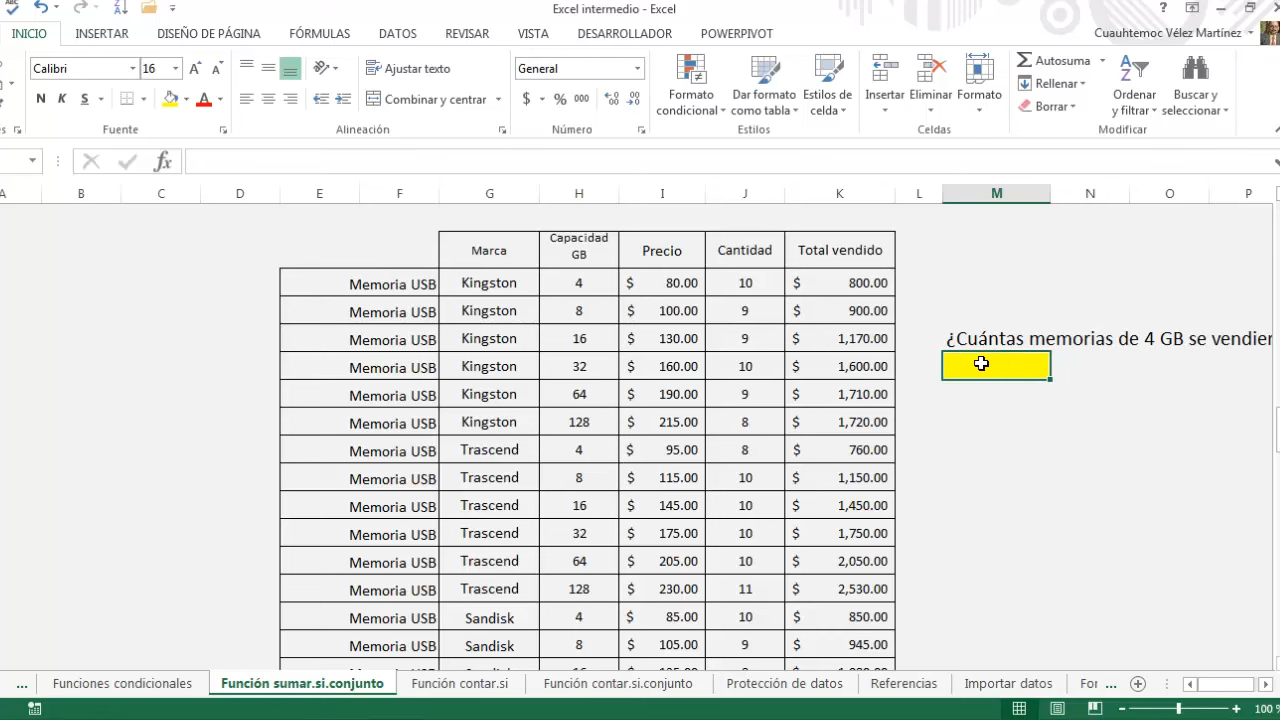 Excel intermedio - Excel
INICIO INSERTAR DISEÑO DE PÁGINA FÓRMULAS DATOS REVISAR VISTA DESARROLLADOR POWERPIVOT Cuauhtemoc Vélez Martínez
Calibri 16 Ajustar texto General Formato condicional Dar formato como tabla Estilos de celda Insertar Eliminar Formato Autosuma Rellenar Borrar Ordenar y filtrar Buscar y seleccionar
N K S A Combinar y centrar $ % 000
Fuente Alineación Número Estilos Celdas Modificar
fx
A B C D E F G H I J K L M N O P
Marca Capacidad GB Precio Cantidad Total vendido
Memoria USB Kingston 4 $ 80.00 10 $ 800.00
Memoria USB Kingston 8 $ 100.00 9 $ 900.00
Memoria USB Kingston 16 $ 130.00 9 $ 1,170.00 ¿Cuántas memorias de 4 GB se vendier
Memoria USB Kingston 32 $ 160.00 10 $ 1,600.00
Memoria USB Kingston 64 $ 190.00 9 $ 1,710.00
Memoria USB Kingston 128 $ 215.00 8 $ 1,720.00
Memoria USB Trascend 4 $ 95.00 8 $ 760.00
Memoria USB Trascend 8 $ 115.00 10 $ 1,150.00
Memoria USB Trascend 16 $ 145.00 10 $ 1,450.00
Memoria USB Trascend 32 $ 175.00 10 $ 1,750.00
Memoria USB Trascend 64 $ 205.00 10 $ 2,050.00
Memoria USB Trascend 128 $ 230.00 11 $ 2,530.00
Memoria USB Sandisk 4 $ 85.00 10 $ 850.00
Memoria USB Sandisk 8 $ 105.00 9 $ 945.00
... Funciones condicionales Función sumar.si.conjunto Función contar.si Función contar.si.conjunto Protección de datos Referencias Importar datos For ...
100 %